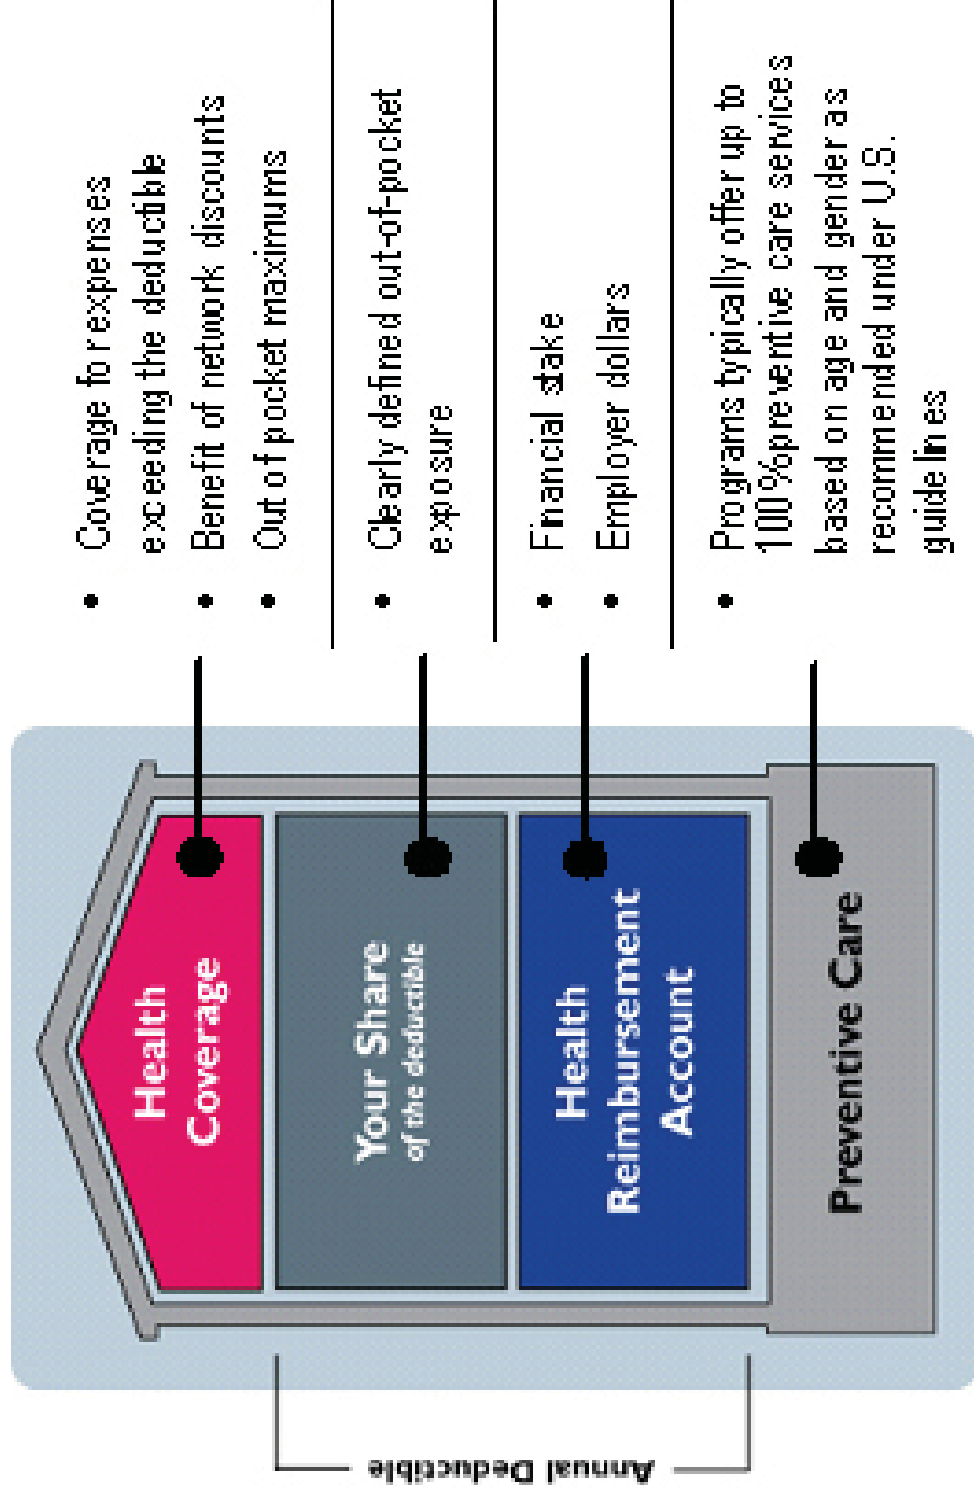 Annual Deductible
Health
Coverage
Your Share
of the deductible
Health
Reimbursement
Account
Preventive Care
• Coverage for expenses
exceeding the deductible
• Benefit of network discounts
• Out of pocket maximums
• Clearly defined out-of-pocket
exposure
• Financial stake
• Employer dollars
• Programs typically offer up to
100% preventive care services
based on age and gender as
recommended under U.S.
guidelines